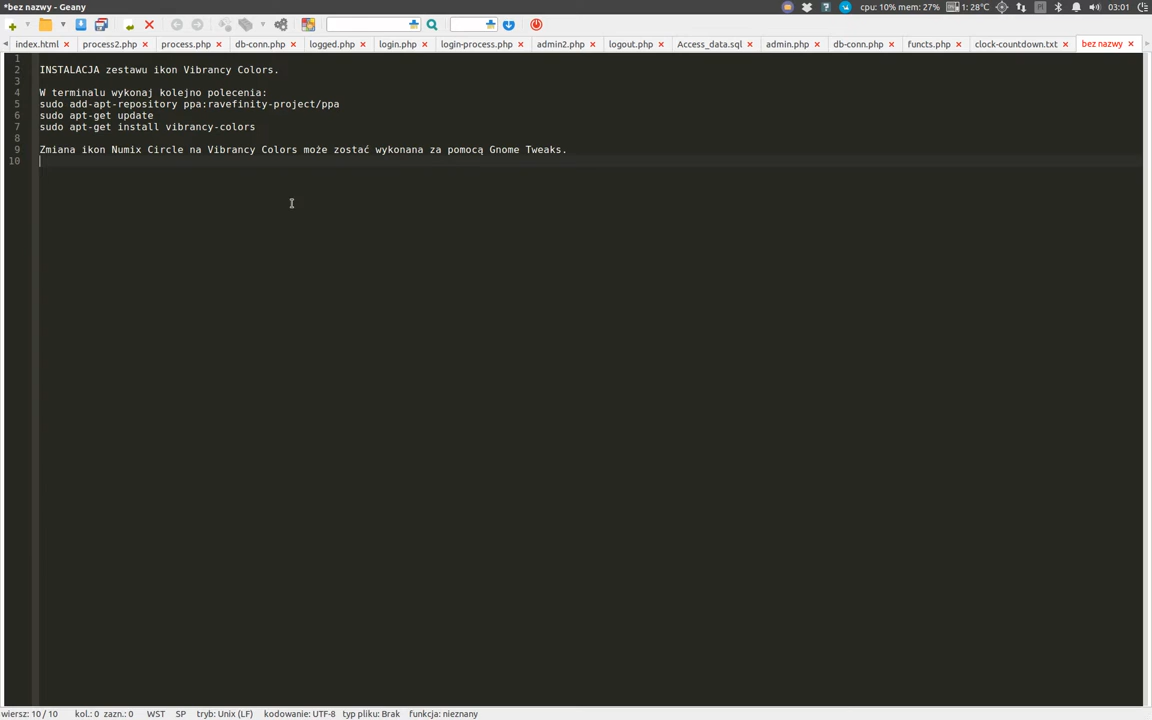 *bez nazwy - Geany
cpu: 10% mem: 27% 1: 28°C Pl 03:01
index.html process2.php process.php db-conn.php logged.php login.php login-process.php admin2.php logout.php Access_data.sql admin.php db-conn.php functs.php clock-countdown.txt bez nazwy
1
2 INSTALACJA zestawu ikon Vibrancy Colors.
3
4 W terminalu wykonaj kolejno polecenia:
5 sudo add-apt-repository ppa:ravefinity-project/ppa
6 sudo apt-get update
7 sudo apt-get install vibrancy-colors
8
9 Zmiana ikon Numix Circle na Vibrancy Colors może zostać wykonana za pomocą Gnome Tweaks.
10
wiersz: 10 / 10 kol.: 0 zazn.: 0 WST SP tryb: Unix (LF) kodowanie: UTF-8 typ pliku: Brak funkcja: nieznany